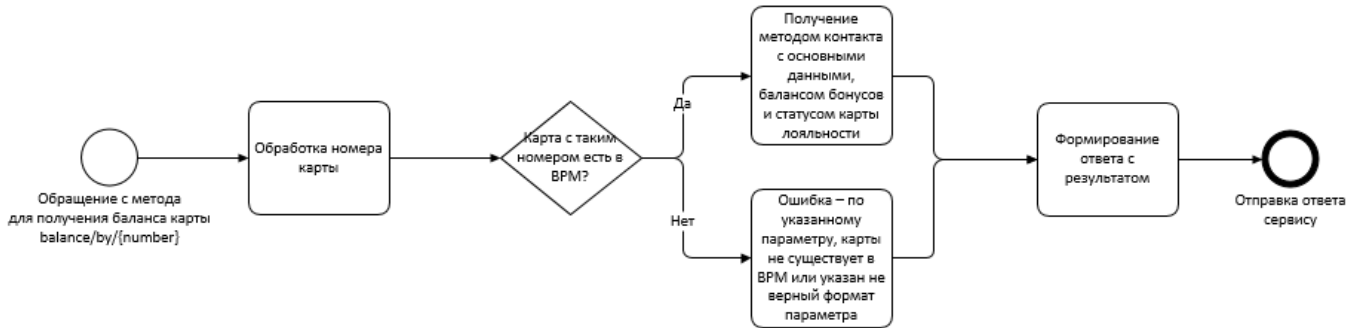 Обращение с метода
для получения баланса карты
balance/by/{number}
Обработка номера
карты
Карта с таким
номером есть в
BPM?
Да
Нет
Получение
методом контакта
с основными
данными,
балансом бонусов
и статусом карты
лояльности
Ошибка – по
указанному
параметру, карты
не существует в
BPM или указан не
верный формат
параметра
Формирование
ответа с
результатом
Отправка ответа
сервису